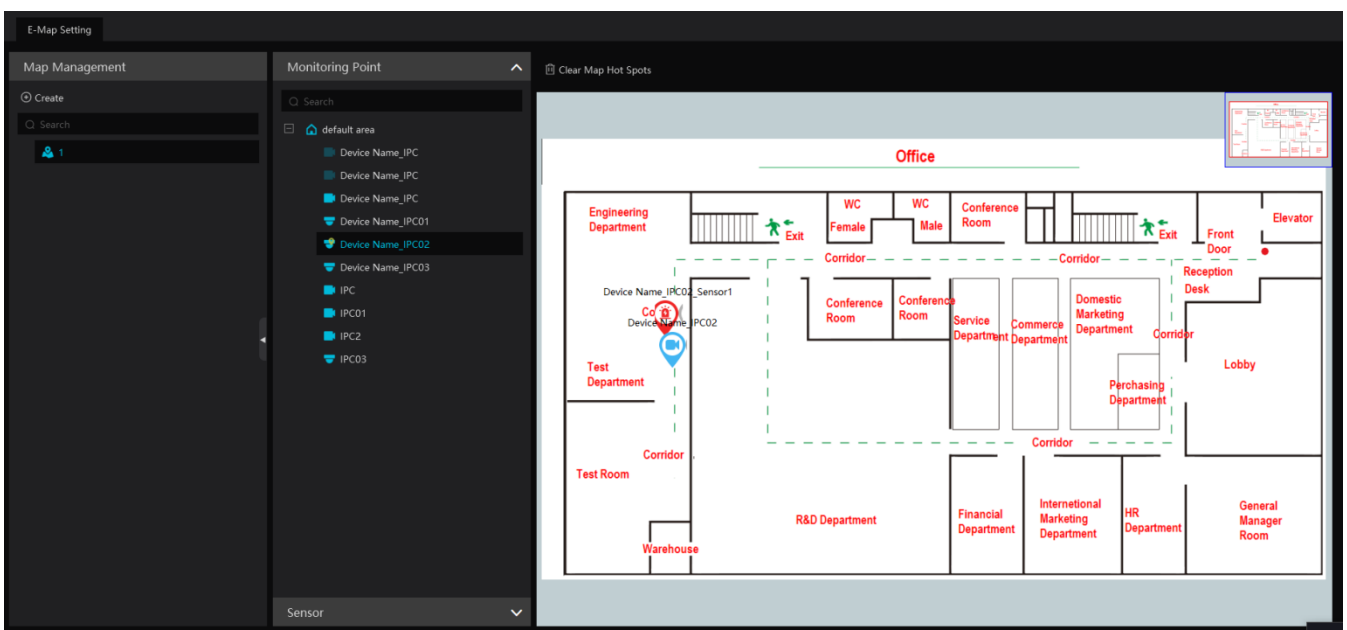 E-Map Setting
Map Management
Create
Search
1
Monitoring Point
Search
default area
Device Name_IPC
Device Name_IPC
Device Name_IPC
Device Name_IPC01
Device Name_IPC02
Device Name_IPC03
IPC
IPC01
IPC2
IPC03
Sensor
Clear Map Hot Spots
Office
Engineering
Department
Exit
WC
Female
WC
Male
Conference
Room
Exit
Front
Door
Elevator
Corridor
Corridor
Reception
Desk
Device Name_IPC02_Sensor1
Device Name_IPC02
Conference
Room
Conference
Room
Service
Department
Commerce
Department
Domestic
Marketing
Department
Corridor
Perchasing
Department
Lobby
Test
Department
Corridor
Corridor
Test Room
Warehouse
R&D Department
Financial
Department
International
Marketing
Department
HR
Department
General
Manager
Room